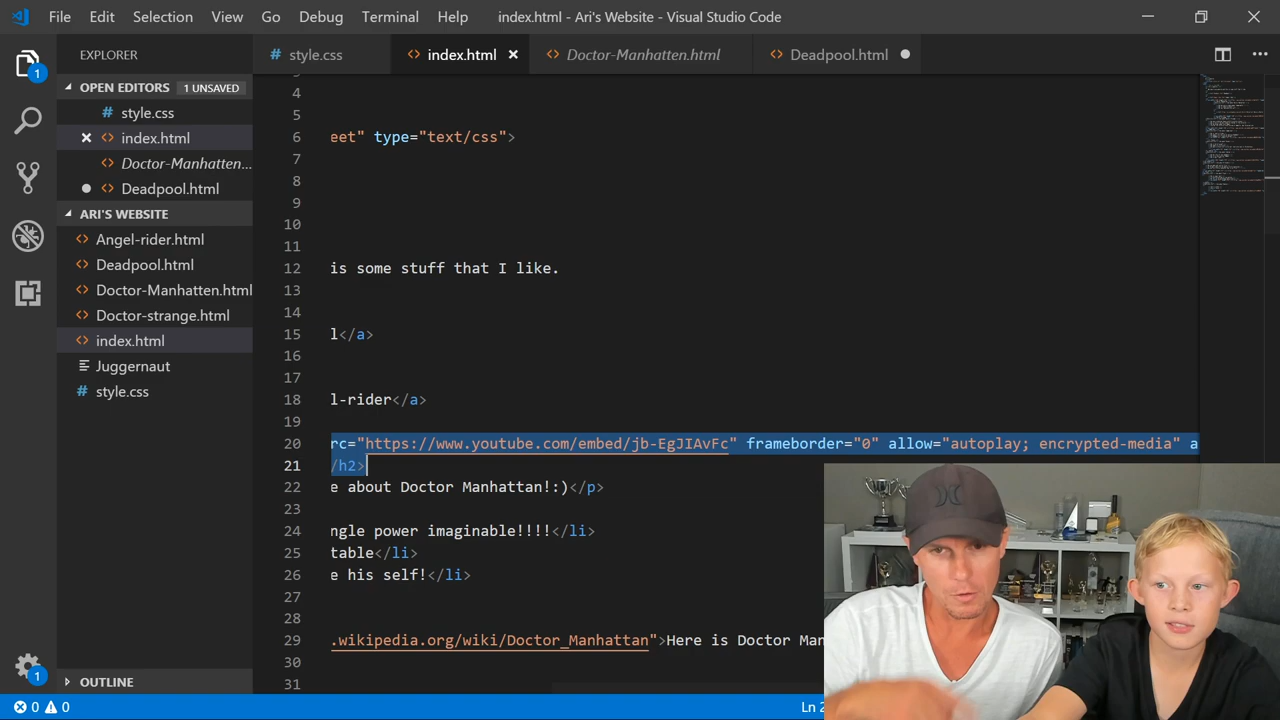 File Edit Selection View Go Debug Terminal Help index.html - Ari's Website - Visual Studio Code
EXPLORER
style.css
index.html
Doctor-Manhatten.html
Deadpool.html
1
OPEN EDITORS 1 UNSAVED
style.css
index.html
Doctor-Manhatten...
Deadpool.html
ARI'S WEBSITE
Angel-rider.html
Deadpool.html
Doctor-Manhatten.html
Doctor-strange.html
index.html
Juggernaut
style.css
OUTLINE
1
4
5
6 eet" type="text/css">
7
8
9
10
11
12 is some stuff that I like.
13
14
15 l</a>
16
17
18 l-rider</a>
19
20 rc="https://www.youtube.com/embed/jb-EgJIAvFc" frameborder="0" allow="autoplay; encrypted-media" a
21 /h2>
22 e about Doctor Manhattan!:)</p>
23
24 ngle power imaginable!!!!</li>
25 table</li>
26 e his self!</li>
27
28
29 .wikipedia.org/wiki/Doctor_Manhattan">Here is Doctor Man
30
31
0 0 Ln 2